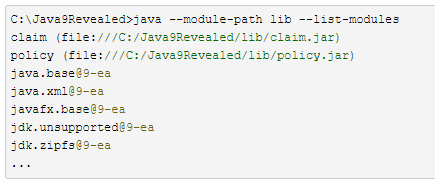 C:\Java9Revealed>java --module-path lib --list-modules
claim (file:///C:/Java9Revealed/lib/claim.jar)
policy (file:///C:/Java9Revealed/lib/policy.jar)
java.base@9-ea
java.xml@9-ea
javafx.base@9-ea
jdk.unsupported@9-ea
jdk.zipfs@9-ea
...